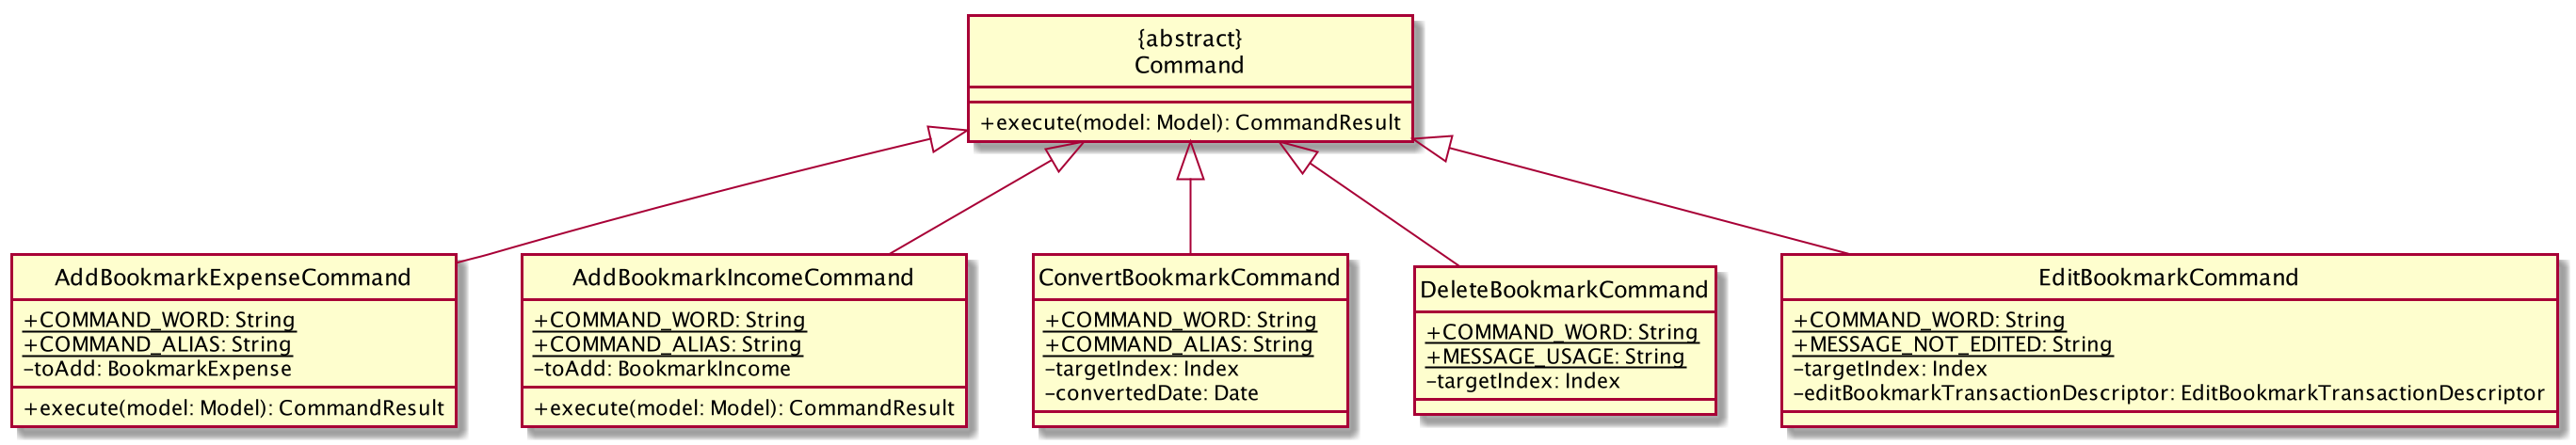 {abstract}
Command
+execute(model: Model): CommandResult
AddBookmarkExpenseCommand
+COMMAND_WORD: String
+COMMAND_ALIAS: String
-toAdd: BookmarkExpense
+execute(model: Model): CommandResult
AddBookmarkIncomeCommand
+COMMAND_WORD: String
+COMMAND_ALIAS: String
-toAdd: BookmarkIncome
+execute(model: Model): CommandResult
ConvertBookmarkCommand
+COMMAND_WORD: String
+COMMAND_ALIAS: String
-targetIndex: Index
-convertedDate: Date
DeleteBookmarkCommand
+COMMAND_WORD: String
+MESSAGE_USAGE: String
-targetIndex: Index
EditBookmarkCommand
+COMMAND_WORD: String
+MESSAGE_NOT_EDITED: String
-targetIndex: Index
-editBookmarkTransactionDescriptor: EditBookmarkTransactionDescriptor